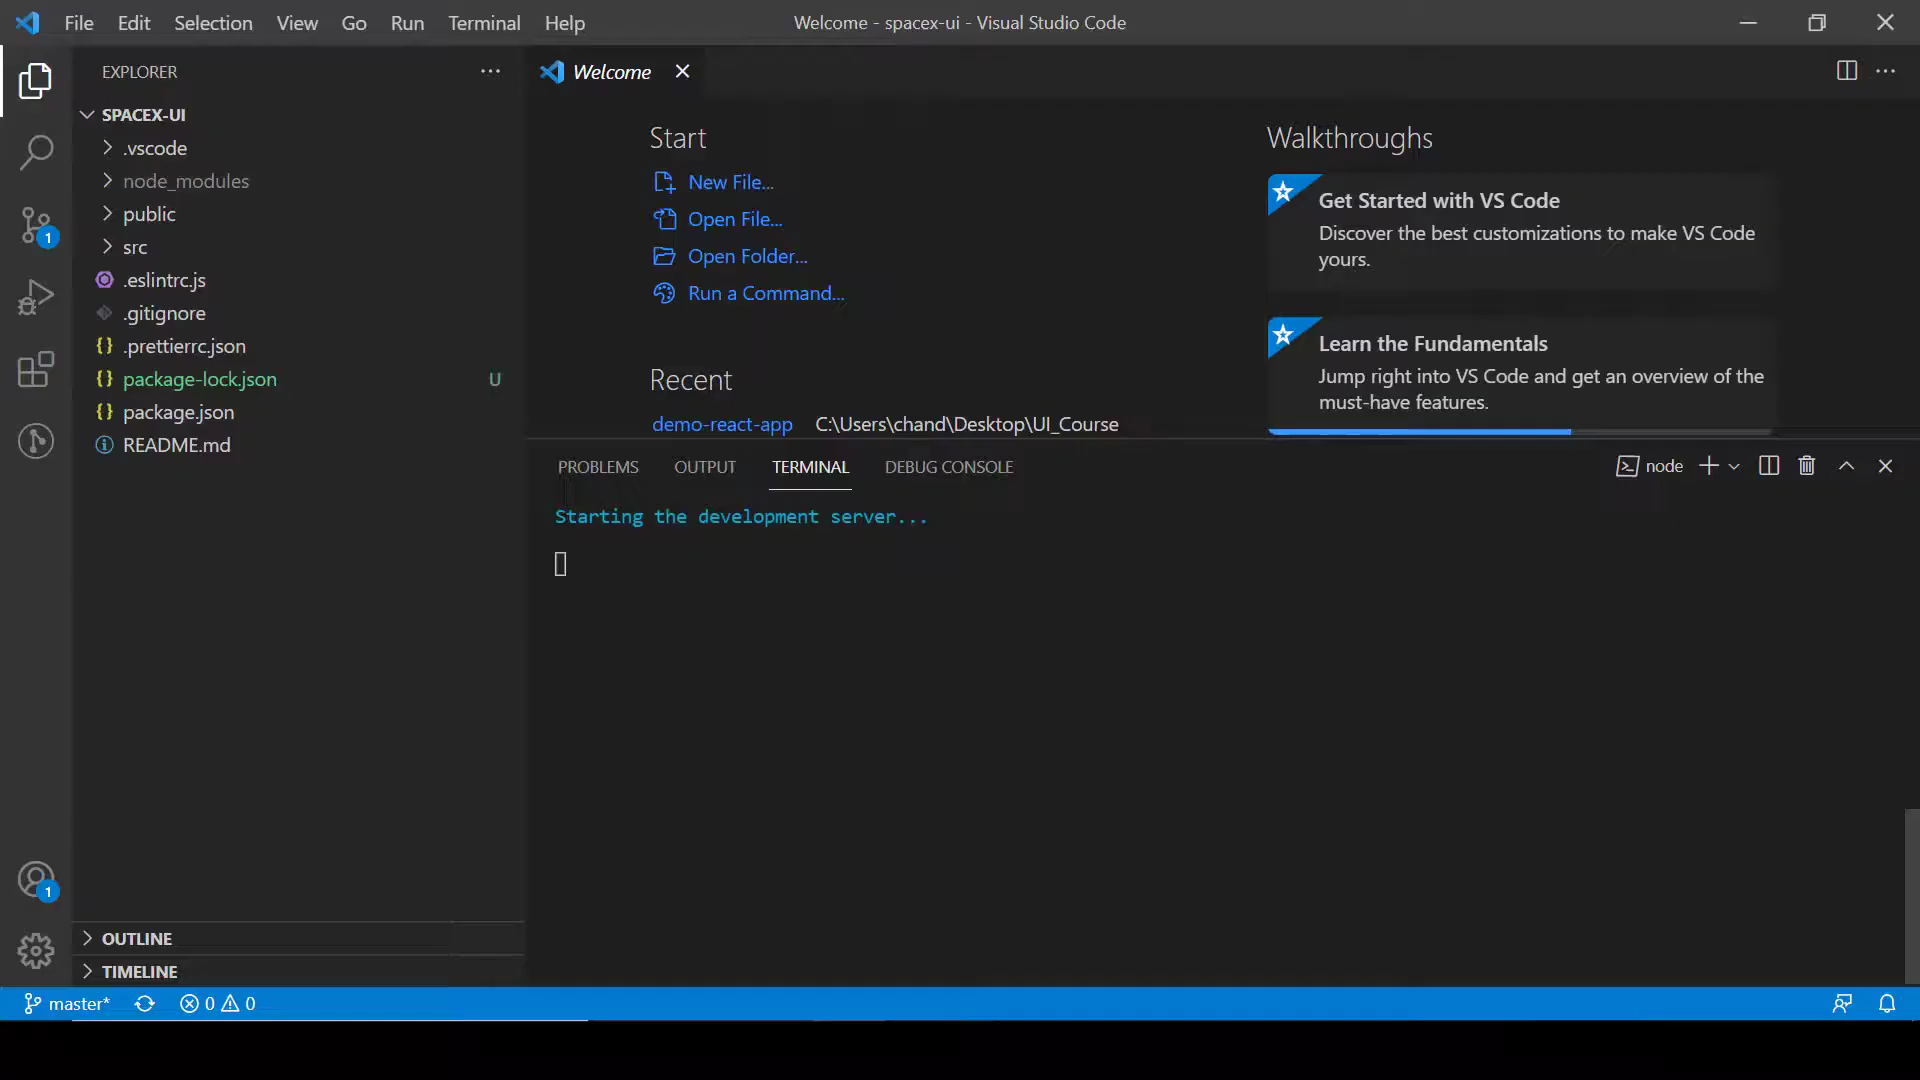 File Edit Selection View Go Run Terminal Help Welcome - spacex-ui - Visual Studio Code
EXPLORER
SPACEX-UI
.vscode
node_modules
public
src
.eslintrc.js
.gitignore
.prettierrc.json
package-lock.json U
package.json
README.md
OUTLINE
TIMELINE
1
1
Welcome
Start
New File...
Open File...
Open Folder...
Run a Command...
Recent
demo-react-app C:\Users\chand\Desktop\UI_Course
Walkthroughs
Get Started with VS Code
Discover the best customizations to make VS Code
yours.
Learn the Fundamentals
Jump right into VS Code and get an overview of the
must-have features.
PROBLEMS OUTPUT TERMINAL DEBUG CONSOLE node
Starting the development server...
master* 0 0